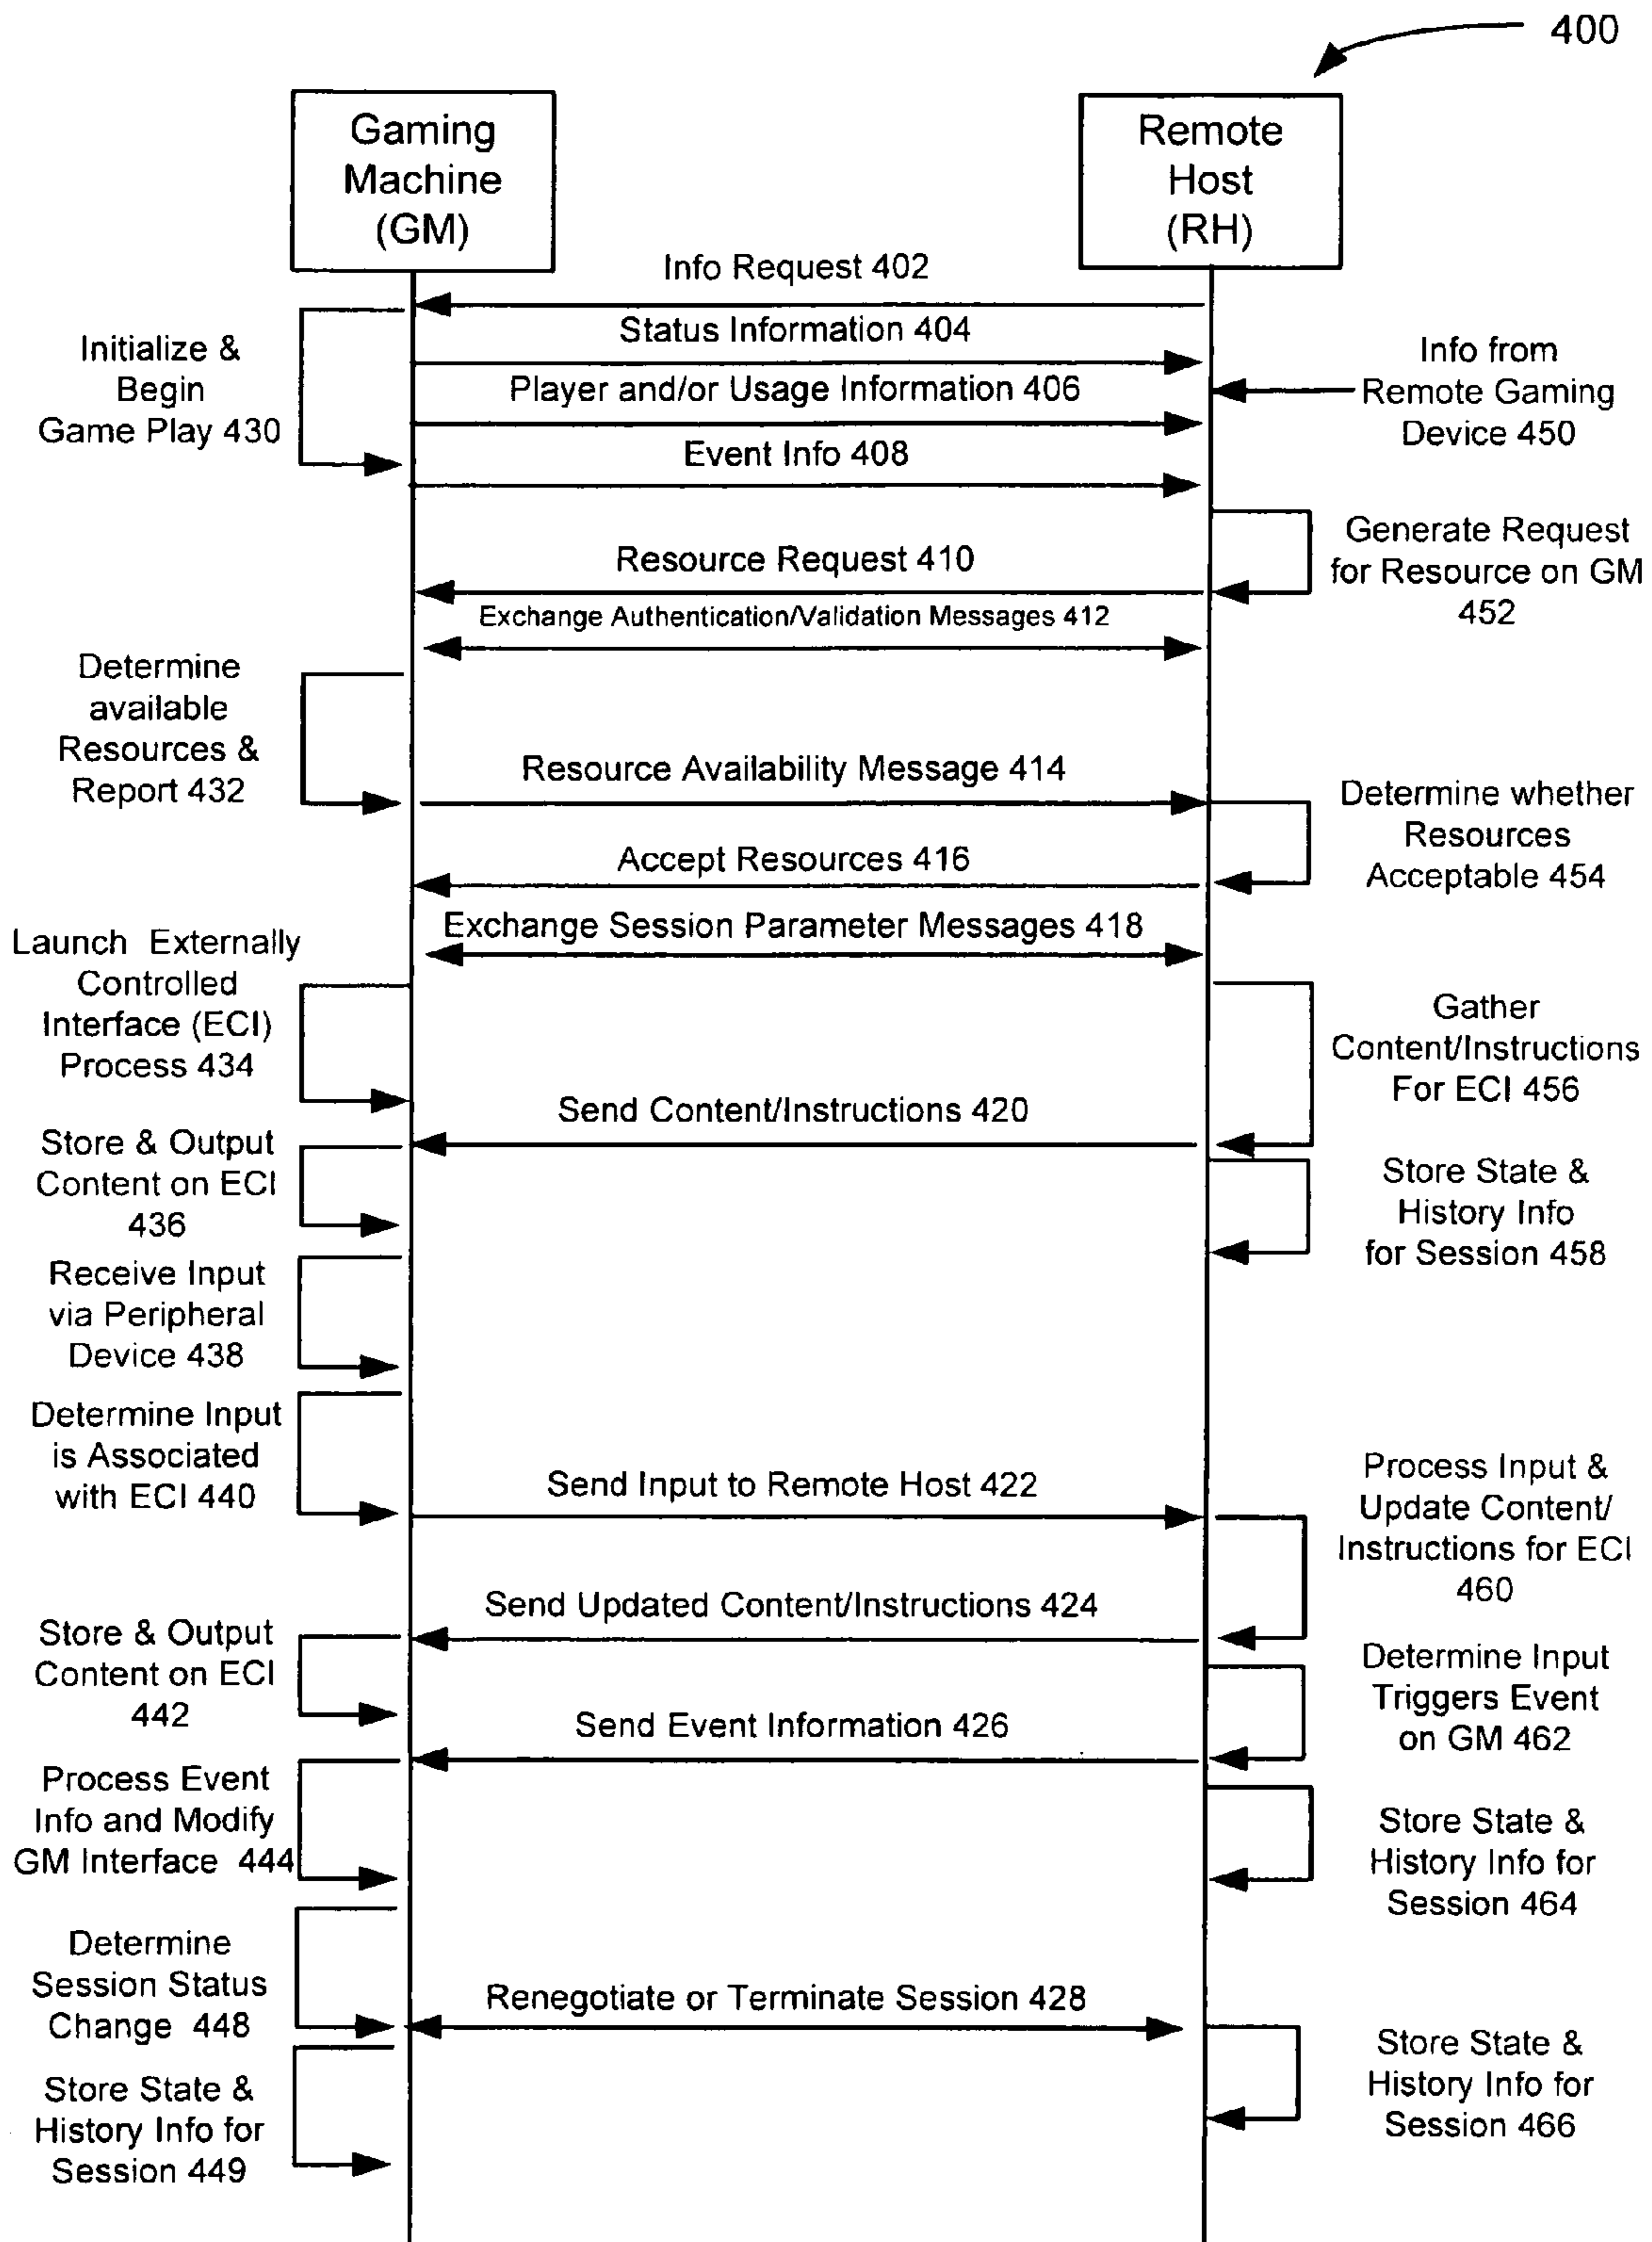 400
Gaming
Machine
(GM)
Remote
Host
(RH)
Info Request 402
Status Information 404
Initialize &
Begin
Game Play 430
Info from
Remote Gaming
Device 450
Player and/or Usage Information 406
Event Info 408
Generate Request
for Resource on GM
452
Resource Request 410
Exchange Authentication/Validation Messages 412
Determine
available
Resources &
Report 432
Resource Availability Message 414
Determine whether
Resources
Acceptable 454
Accept Resources 416
Exchange Session Parameter Messages 418
Launch Externally
Controlled
Interface (ECI)
Process 434
Gather
Content/Instructions
For ECI 456
Send Content/Instructions 420
Store & Output
Content on ECI
436
Store State &
History Info
for Session 458
Receive Input
via Peripheral
Device 438
Determine Input
is Associated
with ECI 440
Send Input to Remote Host 422
Process Input &
Update Content/
Instructions for ECI
460
Send Updated Content/Instructions 424
Store & Output
Content on ECI
442
Determine Input
Triggers Event
on GM 462
Send Event Information 426
Process Event
Info and Modify
GM Interface 444
Store State &
History Info for
Session 464
Determine
Session Status
Change 448
Renegotiate or Terminate Session 428
Store State &
History Info for
Session 466
Store State &
History Info for
Session 449